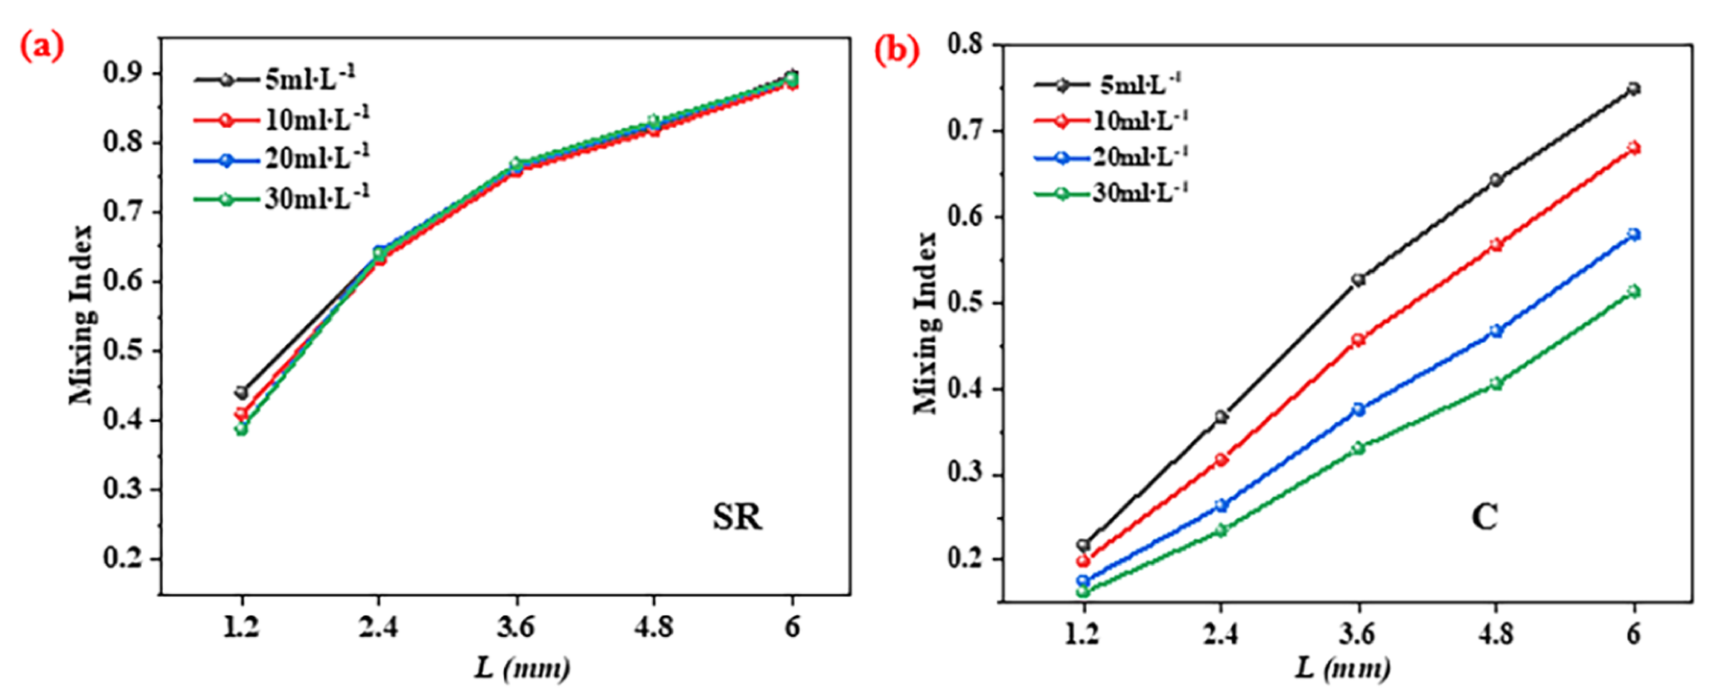 (a)
5ml·L⁻¹
10ml·L⁻¹
20ml·L⁻¹
30ml·L⁻¹
0.9
0.8
0.7
0.6
0.5
0.4
0.3
0.2
Mixing Index
SR
1.2 2.4 3.6 4.8 6
L (mm)
(b)
5ml·L⁻¹
10ml·L⁻¹
20ml·L⁻¹
30ml·L⁻¹
0.8
0.7
0.6
0.5
0.4
0.3
0.2
Mixing Index
C
1.2 2.4 3.6 4.8 6
L (mm)